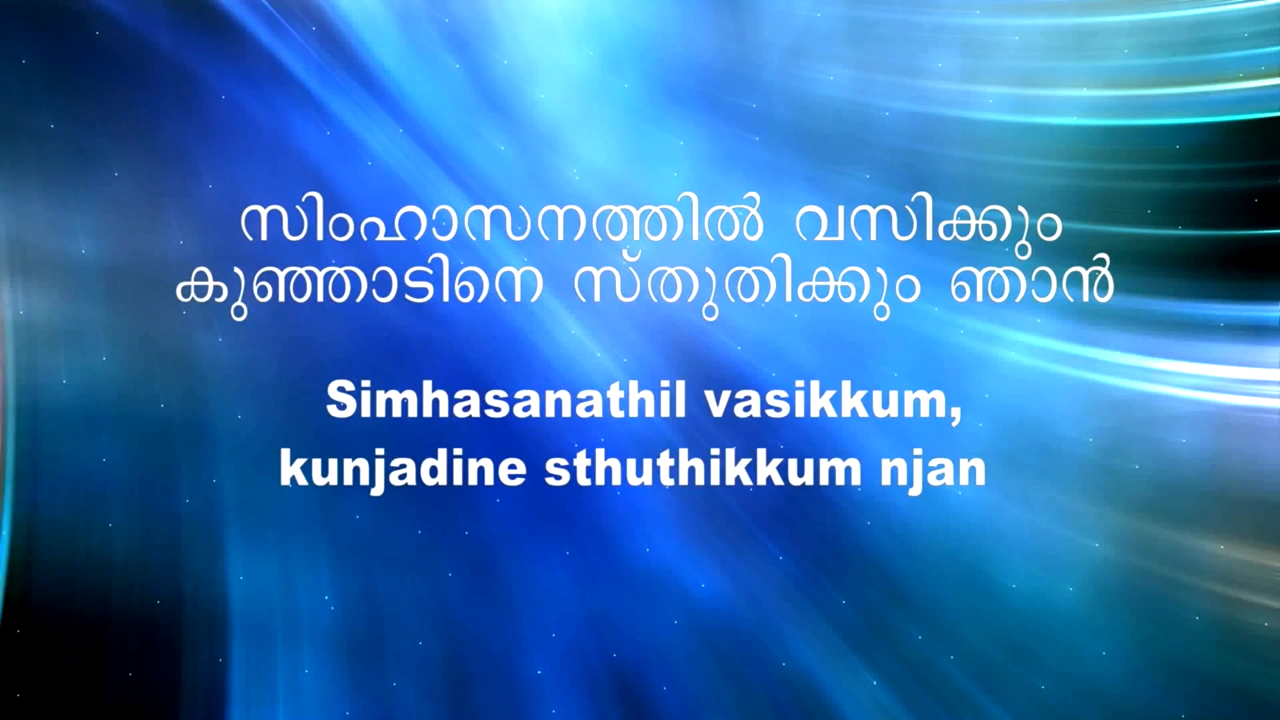 സിംഹാസനത്തിൽ വസിക്കും
കുഞ്ഞാടിനെ സ്തുതിക്കും ഞാൻ
Simhasanathil vasikkum,
kunjadine sthuthikkum njan